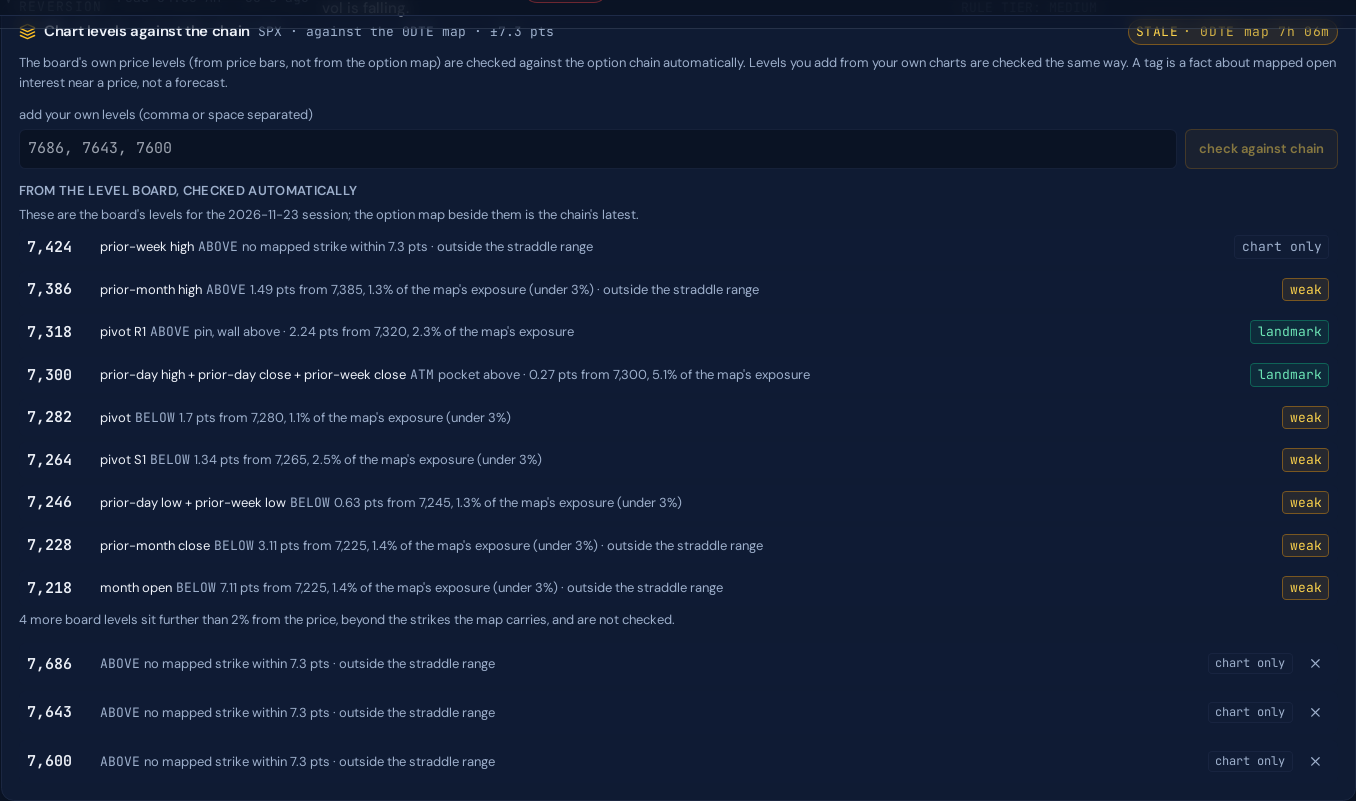 REVERSION
vol is falling.
Chart levels against the chain SPX · against the 0DTE map · ±7.3 pts
STALE · 0DTE map 7h 06m
The board's own price levels (from price bars, not from the option map) are checked against the option chain automatically. Levels you add from your own charts are checked the same way. A tag is a fact about mapped open
interest near a price, not a forecast.
add your own levels (comma or space separated)
7686, 7643, 7600
check against chain
FROM THE LEVEL BOARD, CHECKED AUTOMATICALLY
These are the board's levels for the 2026-11-23 session; the option map beside them is the chain's latest.
7,424 prior-week high ABOVE no mapped strike within 7.3 pts · outside the straddle range chart only
7,386 prior-month high ABOVE 1.49 pts from 7,385, 1.3% of the map's exposure (under 3%) · outside the straddle range weak
7,318 pivot R1 ABOVE pin, wall above · 2.24 pts from 7,320, 2.3% of the map's exposure landmark
7,300 prior-day high + prior-day close + prior-week close ATM pocket above · 0.27 pts from 7,300, 5.1% of the map's exposure landmark
7,282 pivot BELOW 1.7 pts from 7,280, 1.1% of the map's exposure (under 3%) weak
7,264 pivot S1 BELOW 1.34 pts from 7,265, 2.5% of the map's exposure (under 3%) weak
7,246 prior-day low + prior-week low BELOW 0.63 pts from 7,245, 1.3% of the map's exposure (under 3%) weak
7,228 prior-month close BELOW 3.11 pts from 7,225, 1.4% of the map's exposure (under 3%) · outside the straddle range weak
7,218 month open BELOW 7.11 pts from 7,225, 1.4% of the map's exposure (under 3%) · outside the straddle range weak
4 more board levels sit further than 2% from the price, beyond the strikes the map carries, and are not checked.
7,686 ABOVE no mapped strike within 7.3 pts · outside the straddle range chart only ×
7,643 ABOVE no mapped strike within 7.3 pts · outside the straddle range chart only ×
7,600 ABOVE no mapped strike within 7.3 pts · outside the straddle range chart only ×